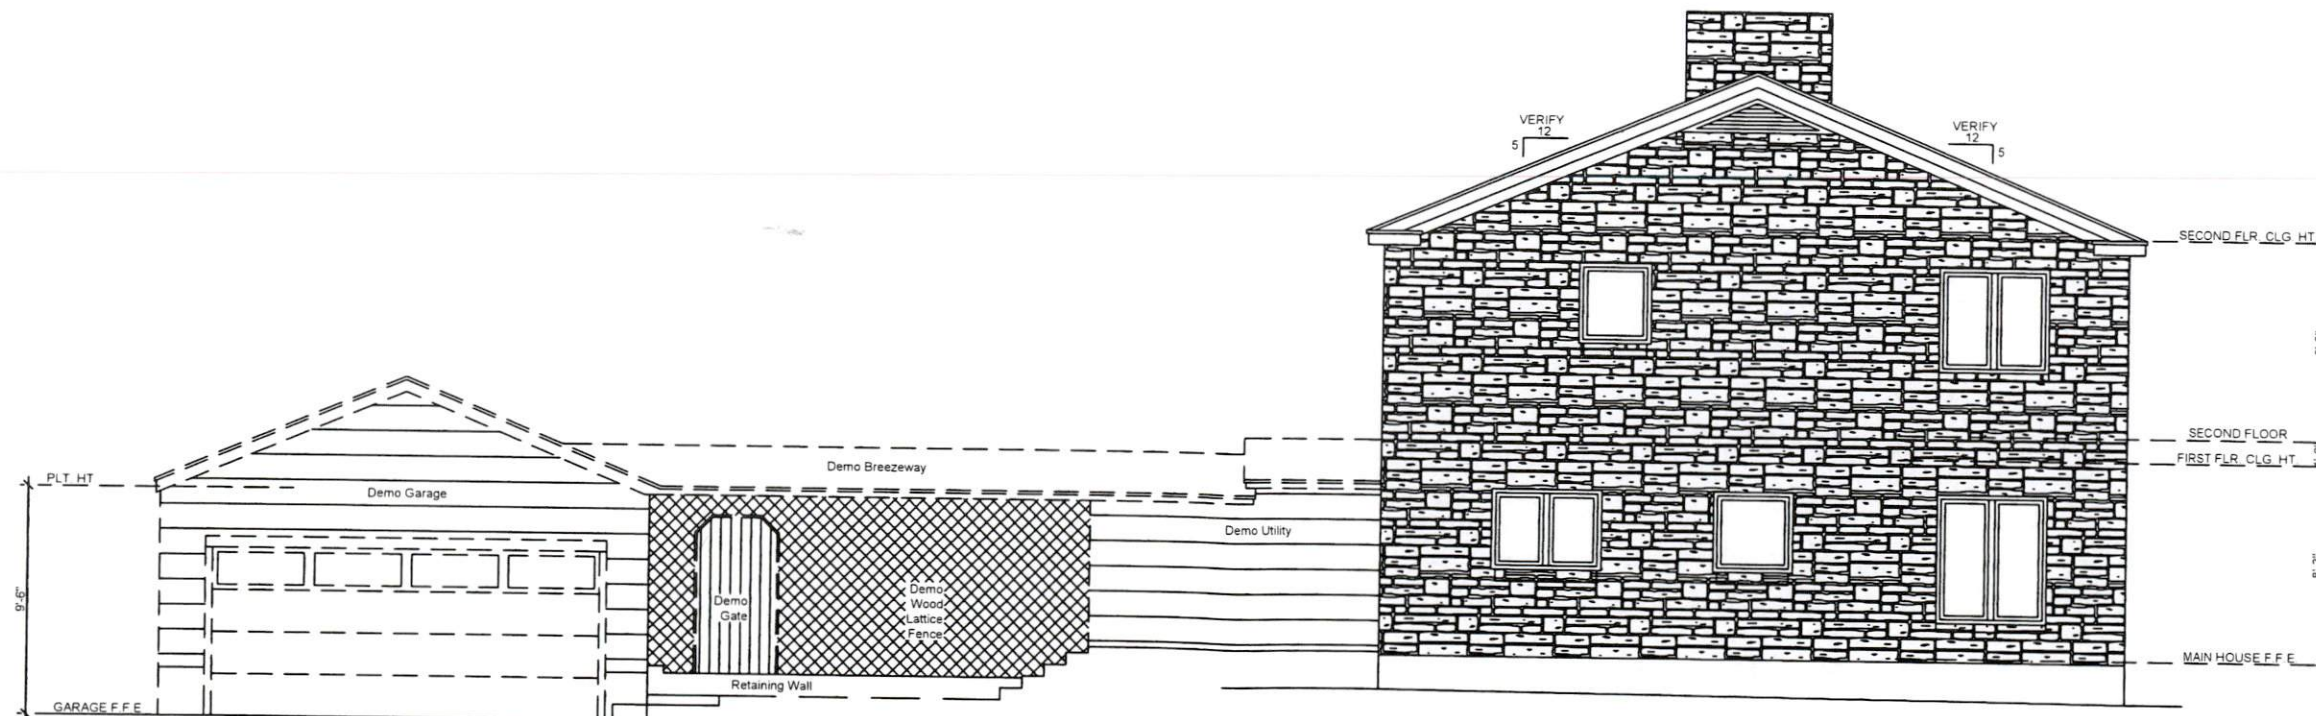 VERIFY
12
5
VERIFY
12
5
SECOND FLR. CLG. HT.
SECOND FLOOR
FIRST FLR. CLG. HT.
Demo Breezeway
PLT. HT.
Demo Garage
Demo Utility
9'-6"
Demo
Gate
Demo
Wood
Lattice
Fence
MAIN HOUSE F.F.E.
Retaining Wall
GARAGE F.F.E.